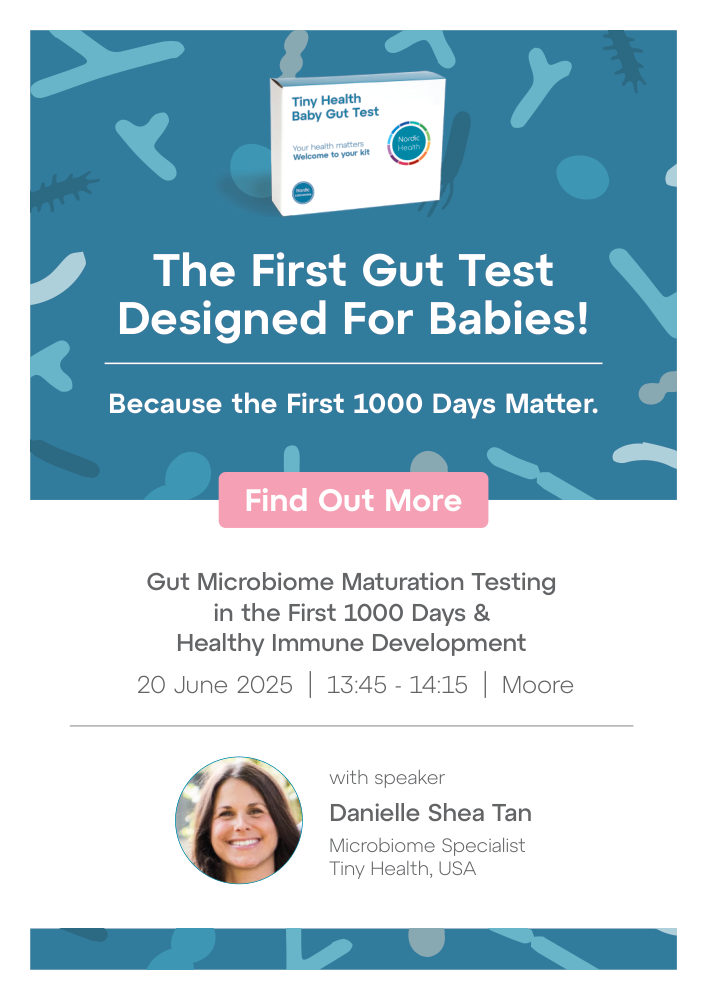 Tiny Health
Baby Gut Test
Your health matters
Welcome to your kit
Nordic
Health
Nordic
The First Gut Test
Designed For Babies!
Because the First 1000 Days Matter.
Find Out More
Gut Microbiome Maturation Testing
in the First 1000 Days &
Healthy Immune Development
20 June 2025 | 13:45 - 14:15 | Moore
with speaker
Danielle Shea Tan
Microbiome Specialist
Tiny Health, USA